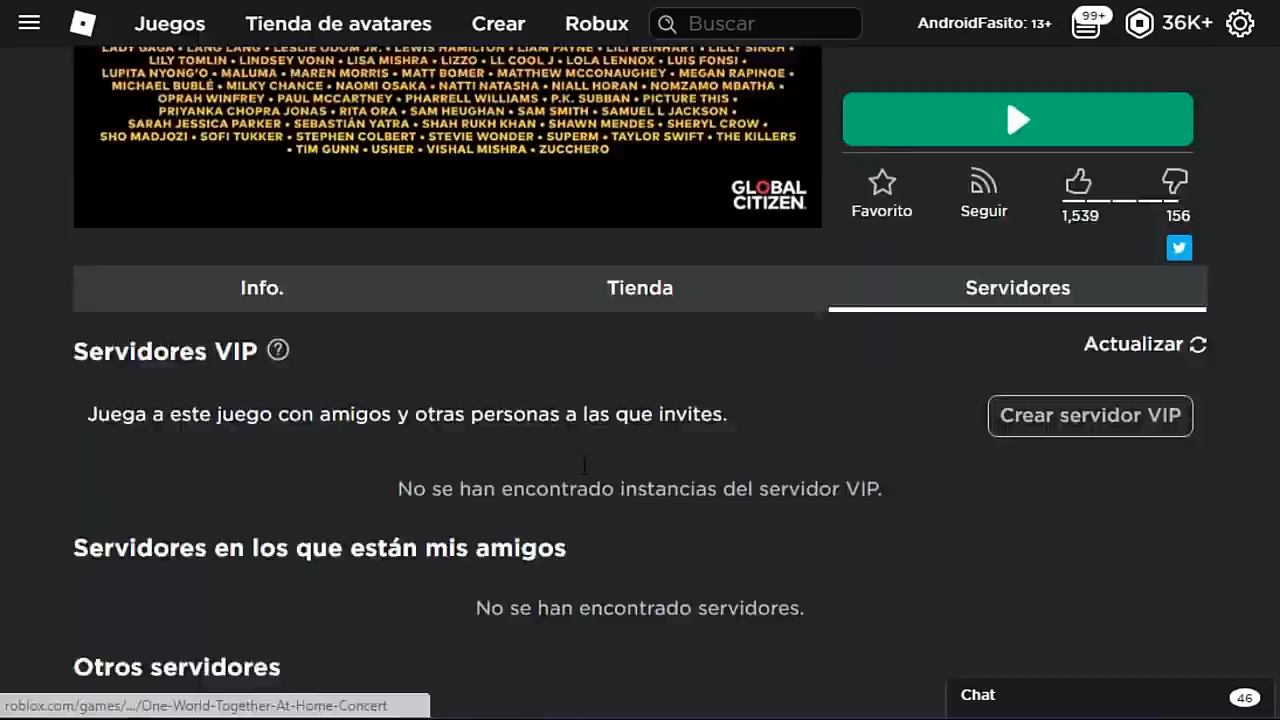 Juegos
Tienda de avatares
Crear
Robux
Buscar
AndroidFasito: 13+
99+
36K+
LADY GAGA • LANG LANG • LESLIE ODOM JR. • LEWIS HAMILTON • LIAM PAYNE • LILI REINHART • LILLY SINGH •
LILY TOMLIN • LINDSEY VONN • LISA MISHRA • LIZZO • LL COOL J • LOLA LENNOX • LUIS FONSI •
LUPITA NYONG'O • MALUMA • MAREN MORRIS • MATT BOMER • MATTHEW MCCONAUGHEY • MEGAN RAPINOE •
MICHAEL BUBLÉ • MILKY CHANCE • NAOMI OSAKA • NATTI NATASHA • NIALL HORAN • NOMZAMO MBATHA •
OPRAH WINFREY • PAUL MCCARTNEY • PHARRELL WILLIAMS • P.K. SUBBAN • PICTURE THIS •
PRIYANKA CHOPRA JONAS • RITA ORA • SAM HEUGHAN • SAM SMITH • SAMUEL L JACKSON •
SARAH JESSICA PARKER • SEBASTIÁN YATRA • SHAH RUKH KHAN • SHAWN MENDES • SHERYL CROW •
SHO MADJOZI • SOFI TUKKER • STEPHEN COLBERT • STEVIE WONDER • SUPERM • TAYLOR SWIFT • THE KILLERS
• TIM GUNN • USHER • VISHAL MISHRA • ZUCCHERO
GLOBAL
CITIZEN.
Favorito
Seguir
1,539
156
Info.
Tienda
Servidores
Servidores VIP
Actualizar
Juega a este juego con amigos y otras personas a las que invites.
Crear servidor VIP
No se han encontrado instancias del servidor VIP.
Servidores en los que están mis amigos
No se han encontrado servidores.
Otros servidores
roblox.com/games/.../One-World-Together-At-Home-Concert
Chat
46